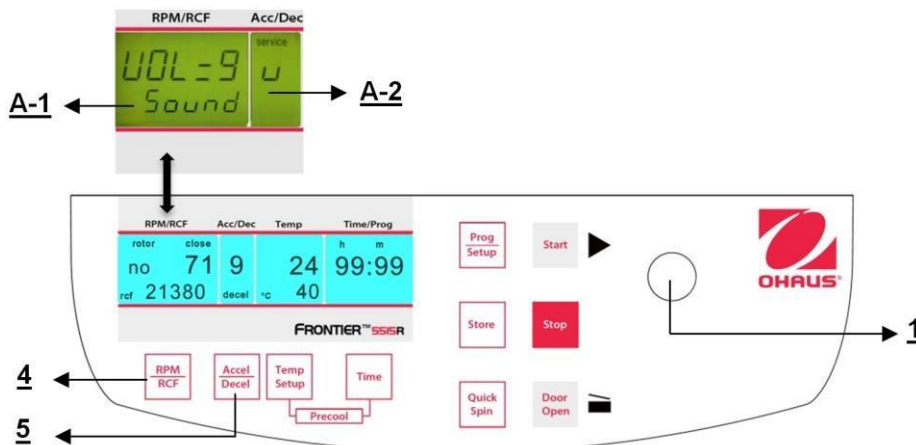 RPM/RCF Acc/Dec
service
VOL=9 u
Sound
A-1
A-2
RPM/RCF Acc/Dec Temp Time/Prog
rotor close h m
no 71 9 24 99:99
rcf 21380 decel °C 40
FRONTIER™ 5515R
Prog
Setup
Start
OHAUS®
Store
Stop
1
4
RPM
RCF
Accel
Decel
Temp
Setup
Time
Precool
Quick
Spin
Door
Open
5